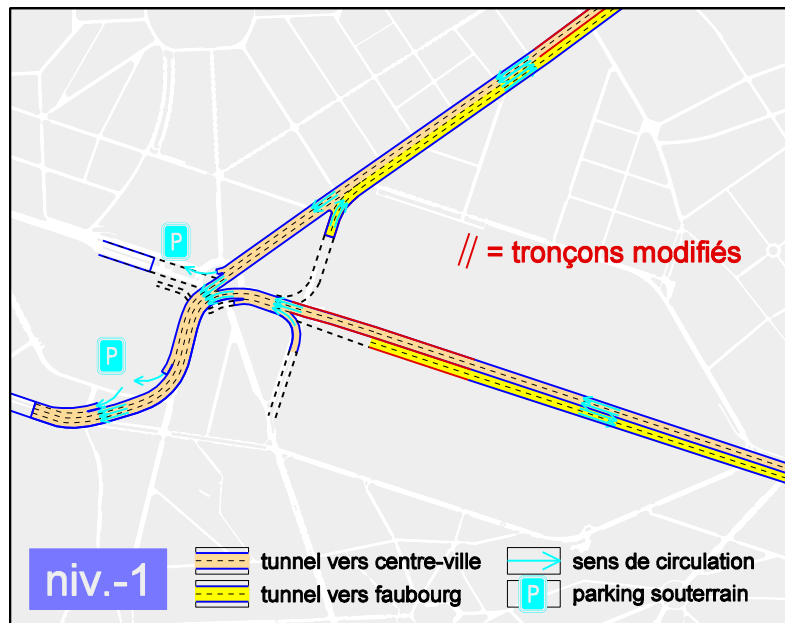 P
// = tronçons modifiés
P
niv.-1
tunnel vers centre-ville
sens de circulation
tunnel vers faubourg
P
parking souterrain